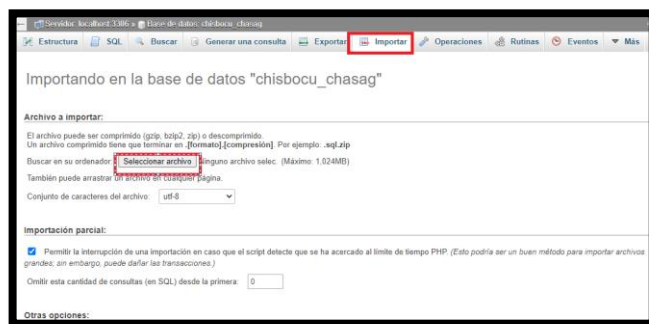 Servidor: localhost:3306 » Base de datos: chisbocu_chasag
Estructura SQL Buscar Generar una consulta Exportar Importar Operaciones Rutinas Eventos Más
Importando en la base de datos "chisbocu_chasag"
Archivo a importar:
El archivo puede ser comprimido (gzip, bzip2, zip) o descomprimido.
Un archivo comprimido tiene que terminar en .[formato].[compresión]. Por ejemplo: .sql.zip
Buscar en su ordenador: Seleccionar archivo Ninguno archivo selec. (Máximo: 1,024MB)
También puede arrastrar un archivo en cualquier página.
Conjunto de caracteres del archivo: utf-8
Importación parcial:
Permitir la interrupción de una importación en caso que el script detecte que se ha acercado al límite de tiempo PHP. (Esto podría ser un buen método para importar archivos
grandes; sin embargo, puede dañar las transacciones.)
Omitir esta cantidad de consultas (en SQL) desde la primera: 0
Otras opciones: